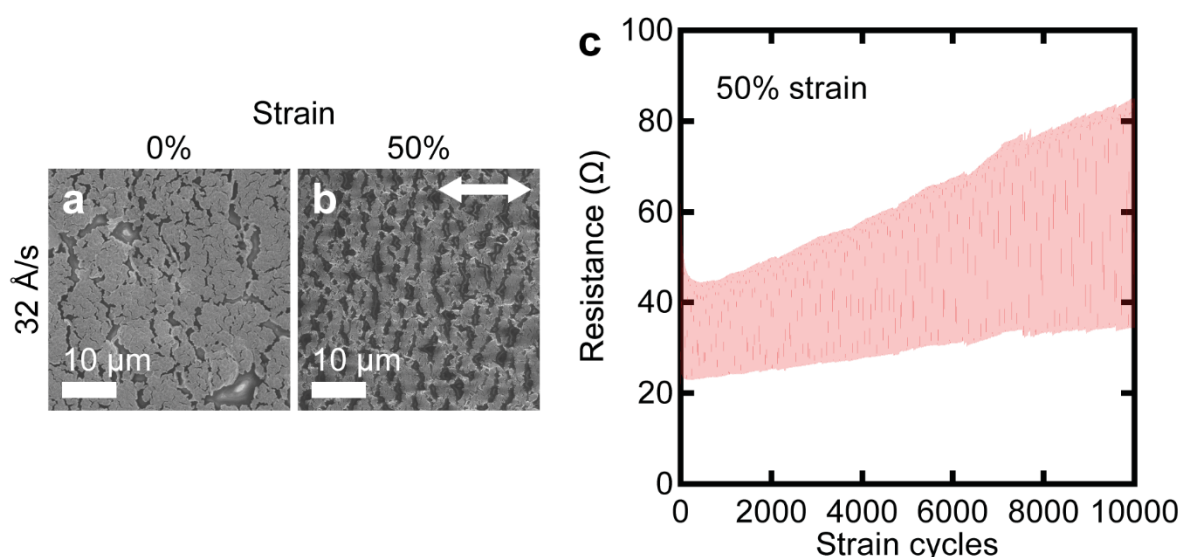 Strain
0%
50%
32 Å/s
a
10 µm
b
10 µm
c
50% strain
Resistance (Ω)
100
80
60
40
20
0
0 2000 4000 6000 8000 10000
Strain cycles